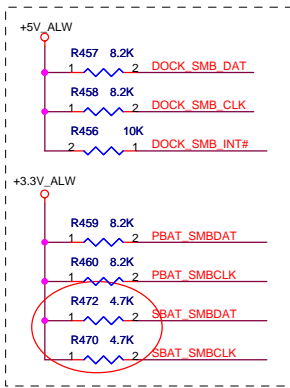 +5V_ALW
R457 8.2K
1 2 DOCK_SMB_DAT
R458 8.2K
1 2 DOCK_SMB_CLK
R456 10K
2 1 DOCK_SMB_INT#
+3.3V_ALW
R459 8.2K
1 2 PBAT_SMBDAT
R460 8.2K
1 2 PBAT_SMBCLK
R472 4.7K
1 2 SBAT_SMBDAT
R470 4.7K
1 2 SBAT_SMBCLK